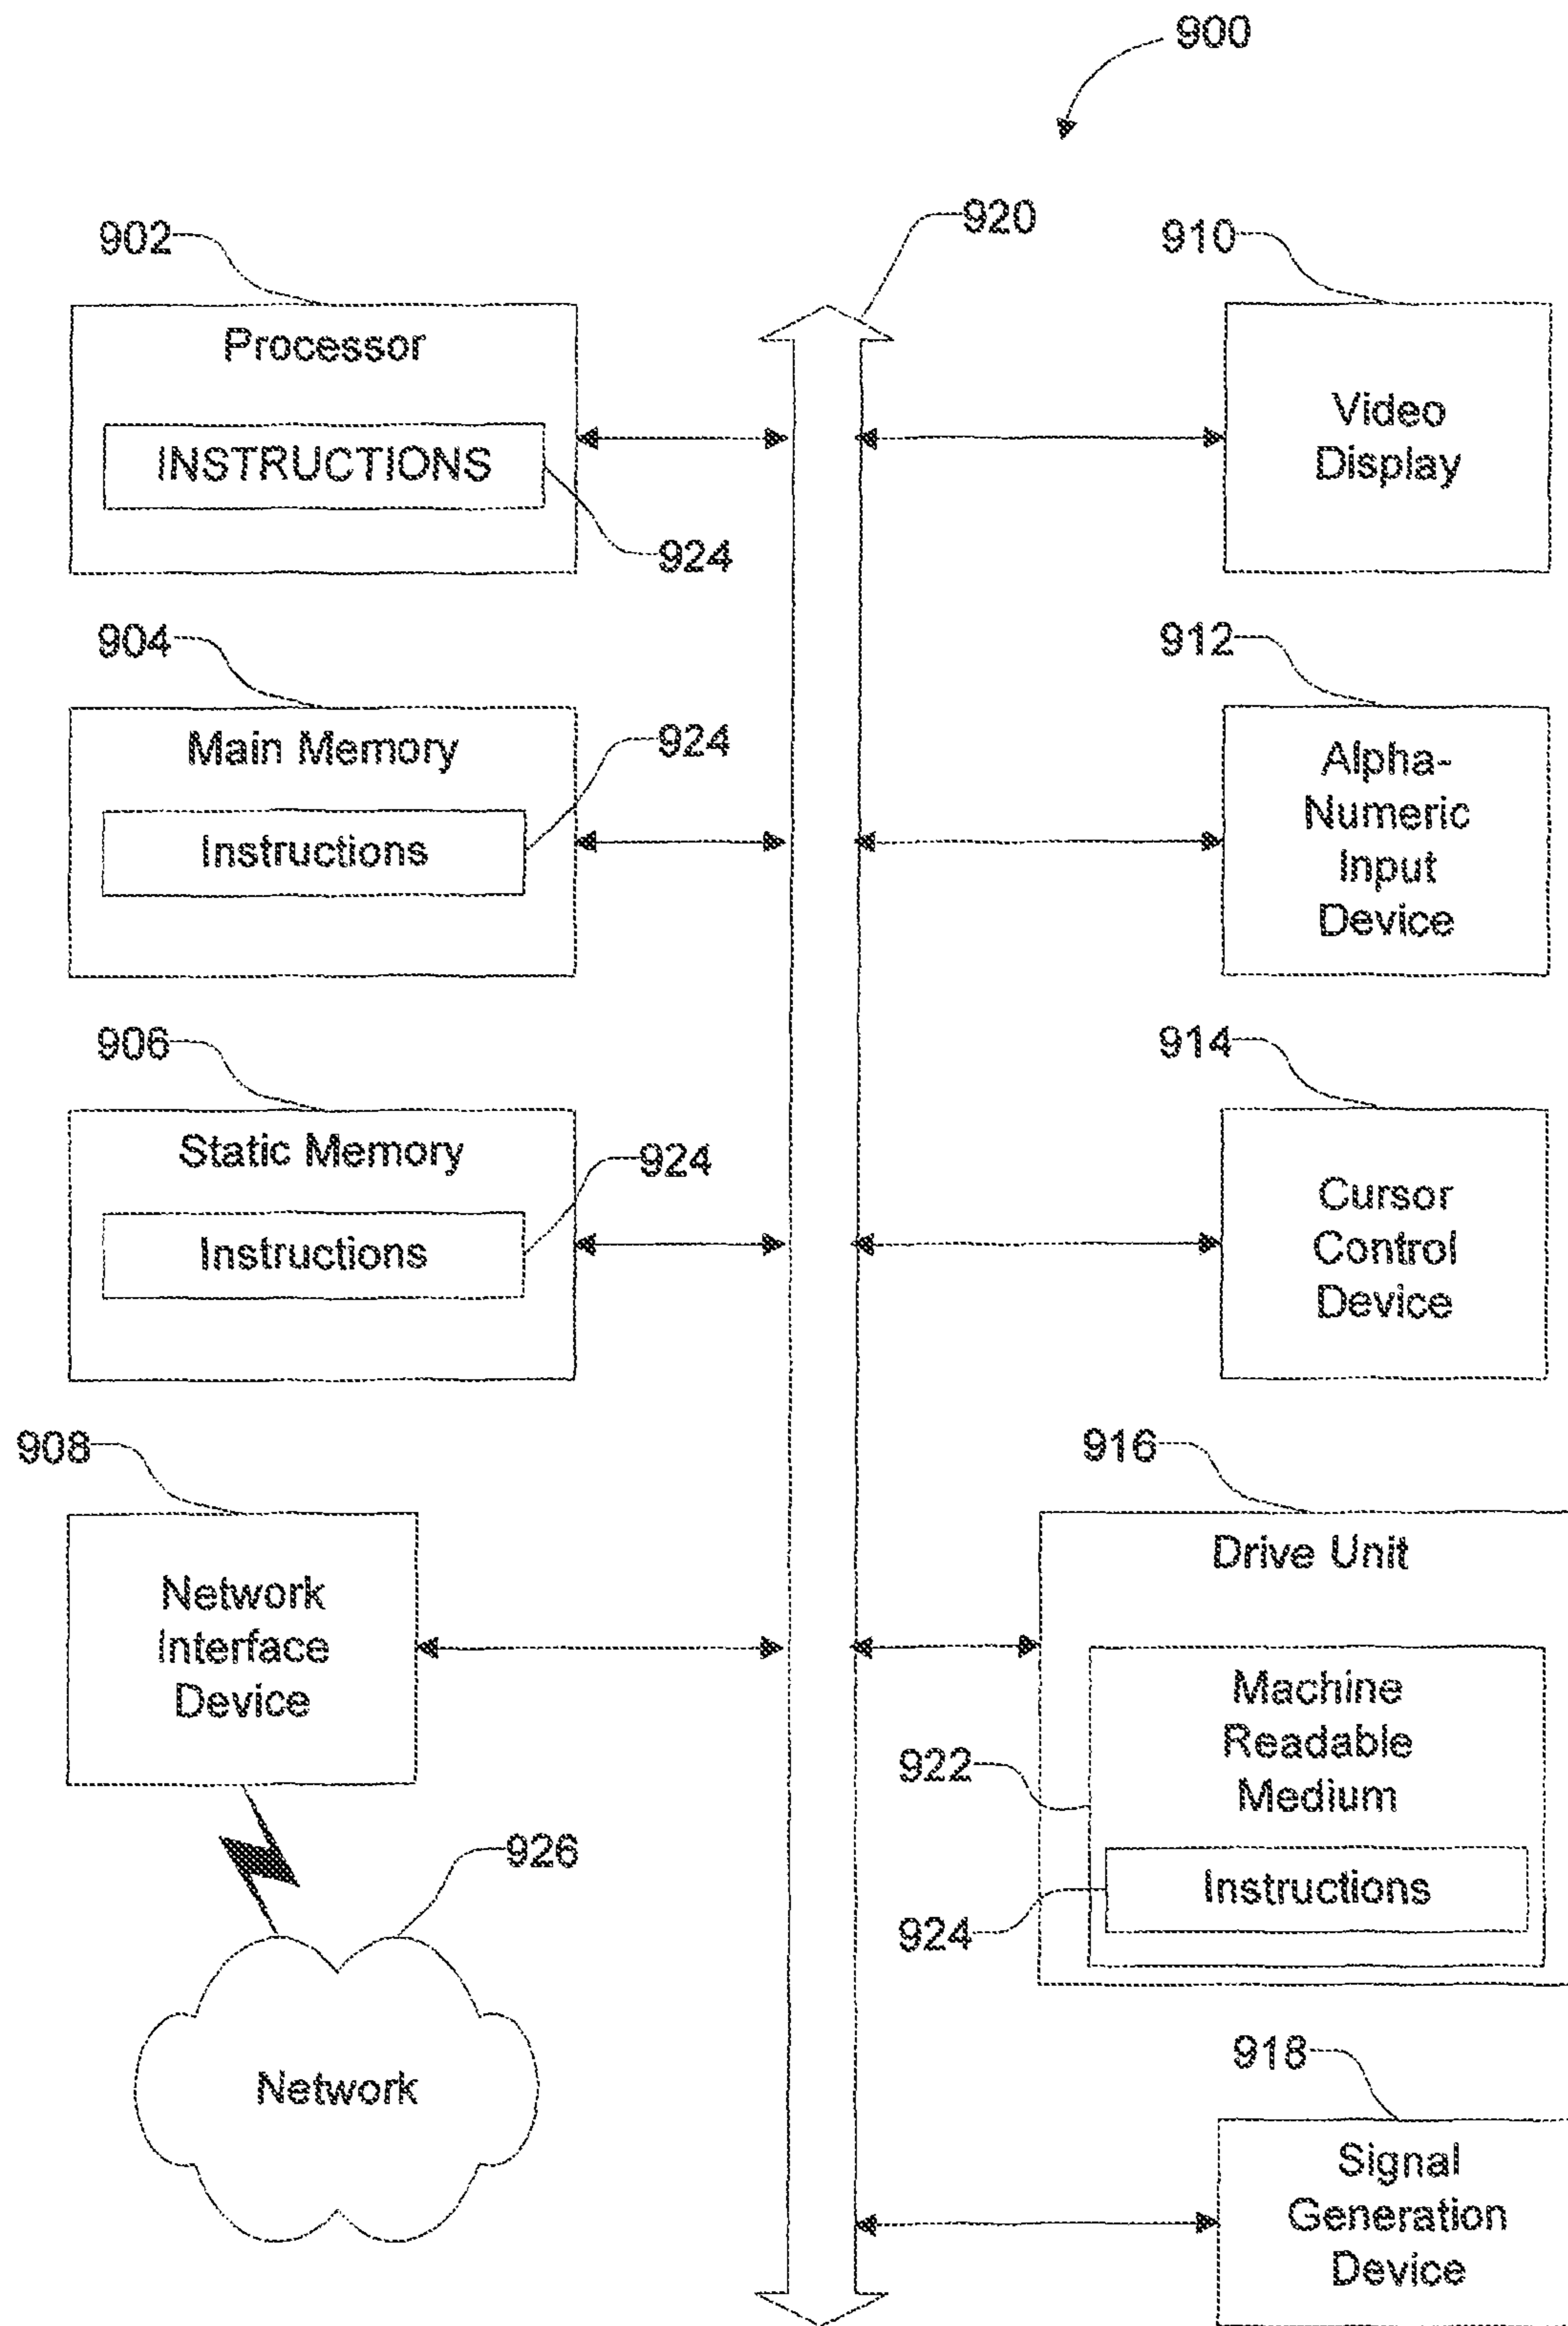 900
920
902
910
Processor
INSTRUCTIONS
924
Video
Display
904
912
Main Memory
924
Instructions
Alpha-
Numeric
Input
Device
906
914
Static Memory
924
Instructions
Cursor
Control
Device
908
916
Network
Interface
Device
Drive Unit
Machine
Readable
Medium
922
Instructions
924
926
Network
918
Signal
Generation
Device